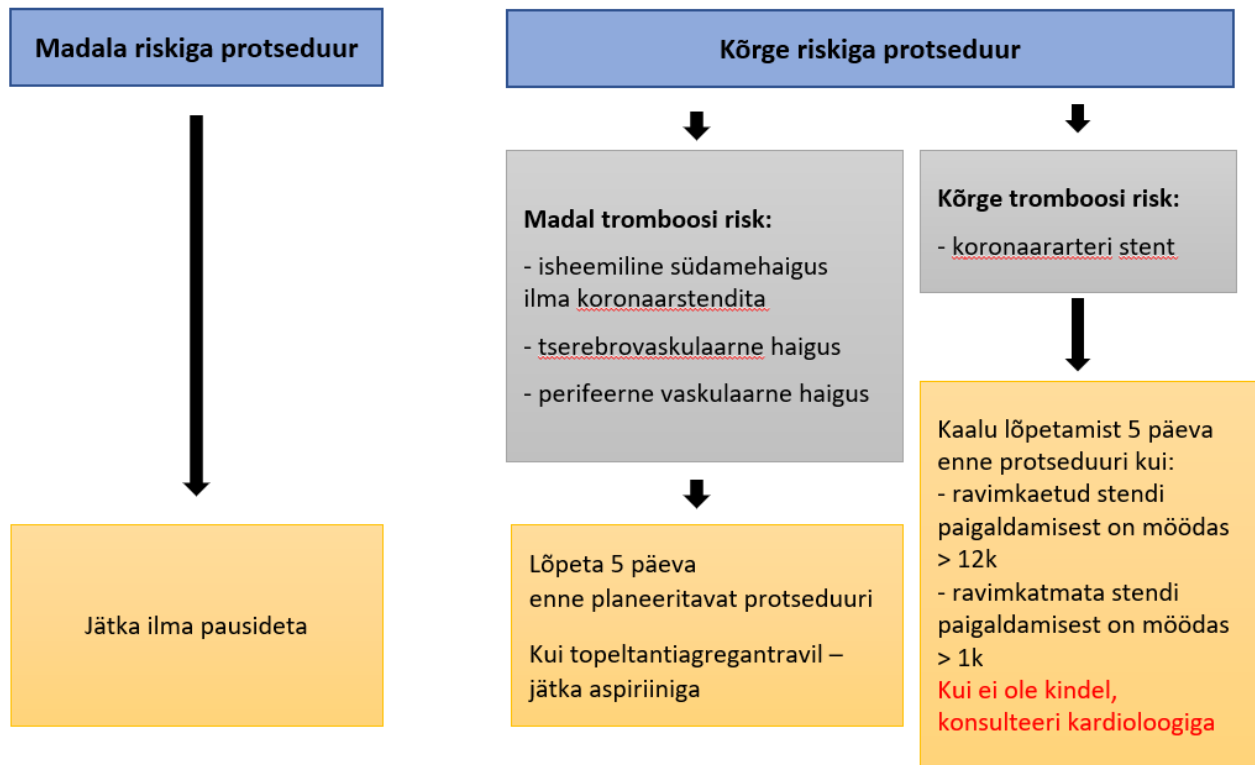 Madala riskiga protseduur
Kõrge riskiga protseduur
Madal tromboosi risk:
- isheemiline südamehaigus
ilma koronaarstendita
- tserebrovaskulaarne haigus
- perifeerne vaskulaarne haigus
Kõrge tromboosi risk:
- koronaararteri stent
Jätka ilma pausideta
Lõpeta 5 päeva
enne planeeritavat protseduuri
Kui topeltantiagregantravil –
jätka aspiriiniga
Kaalu lõpetamist 5 päeva
enne protseduuri kui:
- ravimkaetud stendi
paigaldamisest on möödas
> 12k
- ravimkatmata stendi
paigaldamisest on möödas
> 1k
Kui ei ole kindel,
konsulteeri kardioloogiga